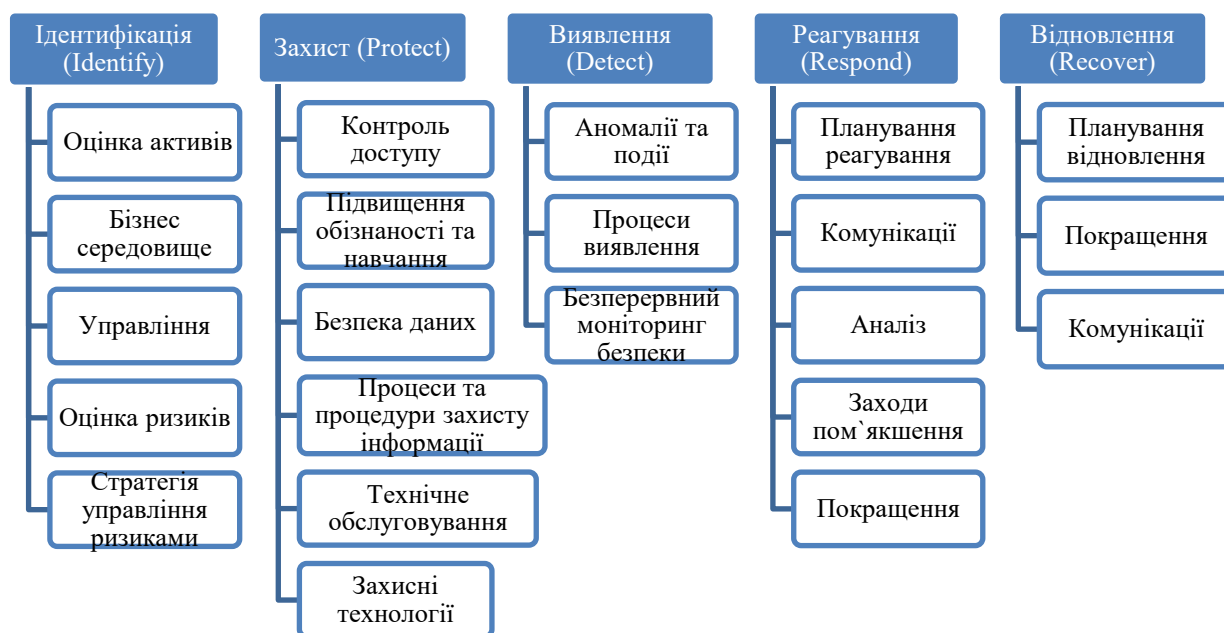 Ідентифікація
(Identify)
Оцінка активів
Бізнес
середовище
Управління
Оцінка ризиків
Стратегія
управління
ризиками
Захист (Protect)
Контроль
доступу
Підвищення
обізнаності та
навчання
Безпека даних
Процеси та
процедури захисту
інформації
Технічне
обслуговування
Захисні
технології
Виявлення
(Detect)
Аномалії та
події
Процеси
виявлення
Безперервний
моніторинг
безпеки
Реагування
(Respond)
Планування
реагування
Комунікації
Аналіз
Заходи
пом`якшення
Покращення
Відновлення
(Recover)
Планування
відновлення
Покращення
Комунікації